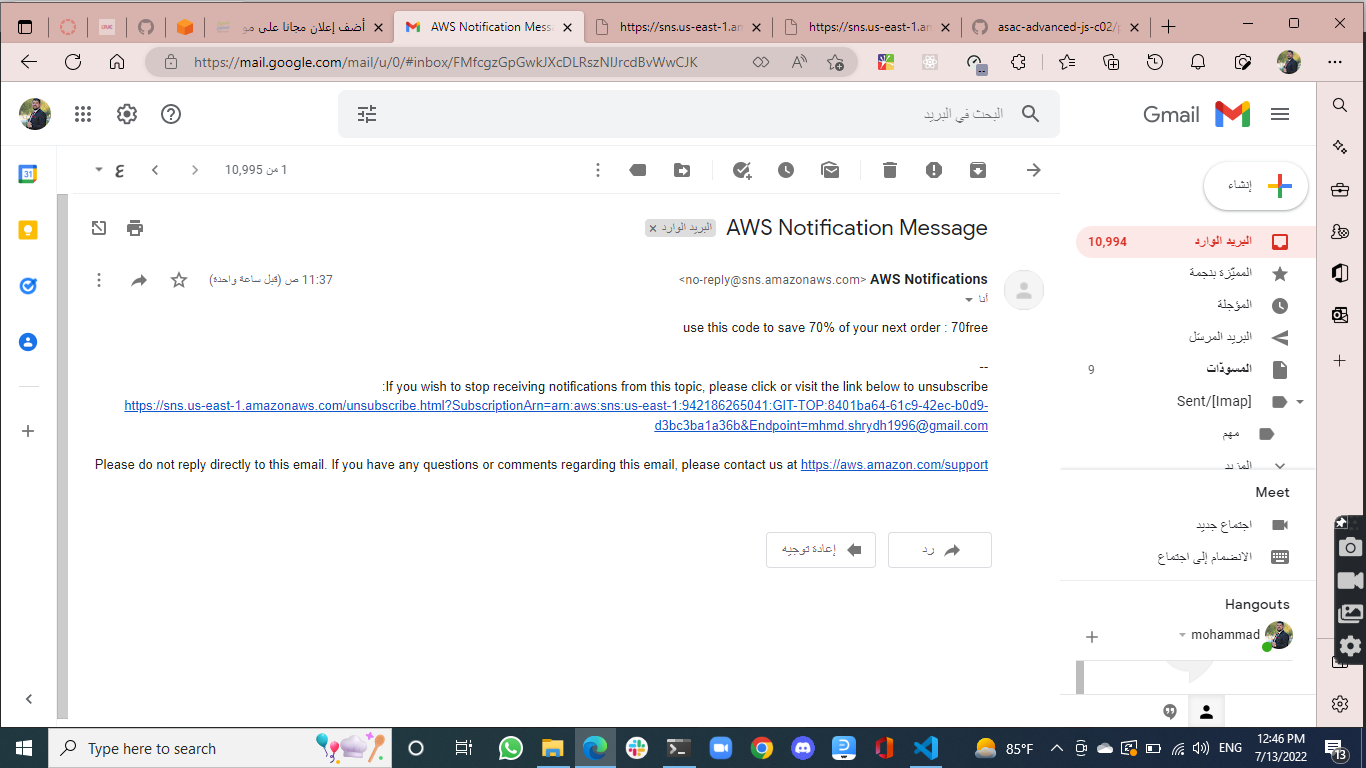 أضف إعلان مجانا على مو
AWS Notification Messa
https://sns.us-east-1.am
https://sns.us-east-1.am
asac-advanced-js-c02/p
https://mail.google.com/mail/u/0/#inbox/FMfcgzGpGwkJXcDLRszNlJrcdBvWwCJK
البحث في البريد
Gmail
ع
1 من 10,995
إنشاء
AWS Notification Message
البريد الوارد ×
AWS Notifications <no-reply@sns.amazonaws.com>
11:37 ص (قبل ساعة واحدة)
أنا
use this code to save 70% of your next order : 70free
--
If you wish to stop receiving notifications from this topic, please click or visit the link below to unsubscribe:
https://sns.us-east-1.amazonaws.com/unsubscribe.html?SubscriptionArn=arn:aws:sns:us-east-1:942186265041:GIT-TOP:8401ba64-61c9-42ec-b0d9-
d3bc3ba1a36b&Endpoint=mhmd.shrydh1996@gmail.com
Please do not reply directly to this email. If you have any questions or comments regarding this email, please contact us at https://aws.amazon.com/support
رد
إعادة توجيه
البريد الوارد 10,994
المميّزة بنجمة
المؤجلة
البريد المرسَل
المسودّات 9
[Imap]/Sent
مهم
المزيد
Meet
اجتماع جديد
الانضمام إلى اجتماع
Hangouts
mohammad
31
Type here to search
85°F
ENG
12:46 PM
7/13/2022
13